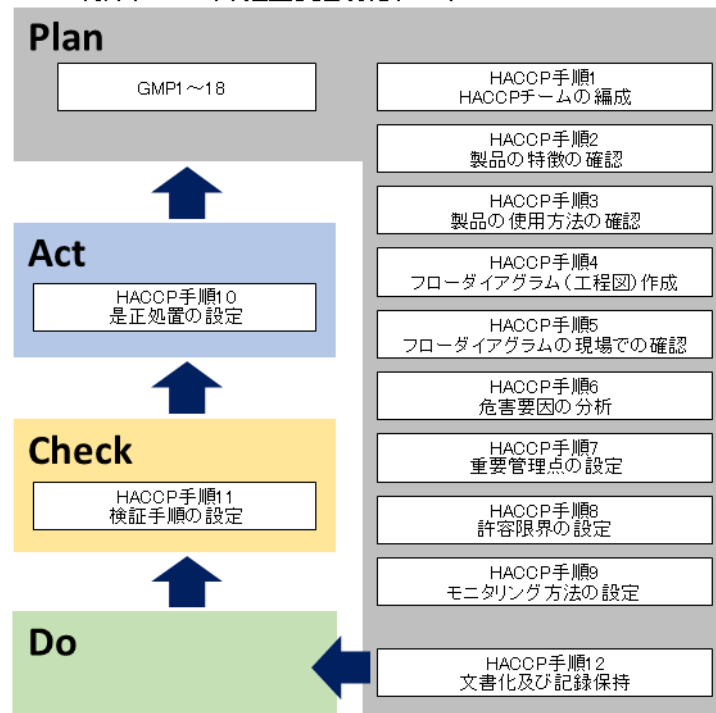 Plan
GMP1～18
HACCP手順1
HACCPチームの編成
HACCP手順2
製品の特徴の確認
HACCP手順3
製品の使用方法の確認
HACCP手順4
フローダイアグラム(工程図)作成
HACCP手順5
フローダイアグラムの現場での確認
HACCP手順6
危害要因の分析
HACCP手順7
重要管理点の設定
HACCP手順8
許容限界の設定
HACCP手順9
モニタリング方法の設定
HACCP手順12
文書化及び記録保持
Do
Check
HACCP手順11
検証手順の設定
Act
HACCP手順10
是正処置の設定